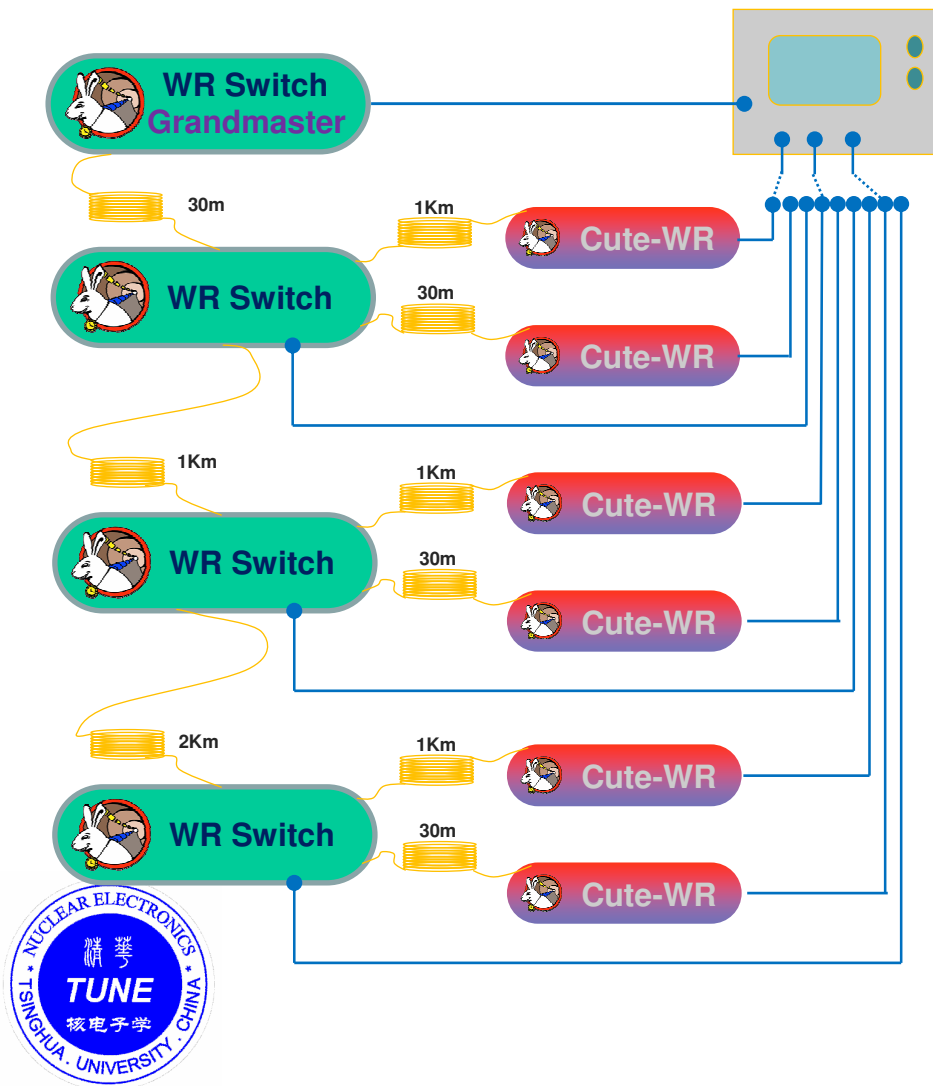 WR Switch
Grandmaster
30m
1Km
Cute-WR
WR Switch
30m
Cute-WR
1Km
1Km
Cute-WR
WR Switch
30m
Cute-WR
2Km
1Km
Cute-WR
WR Switch
30m
Cute-WR
NUCLEAR ELECTRONICS
清華
TUNE
核电子学
TSINGHUA . UNIVERSITY . CHINA